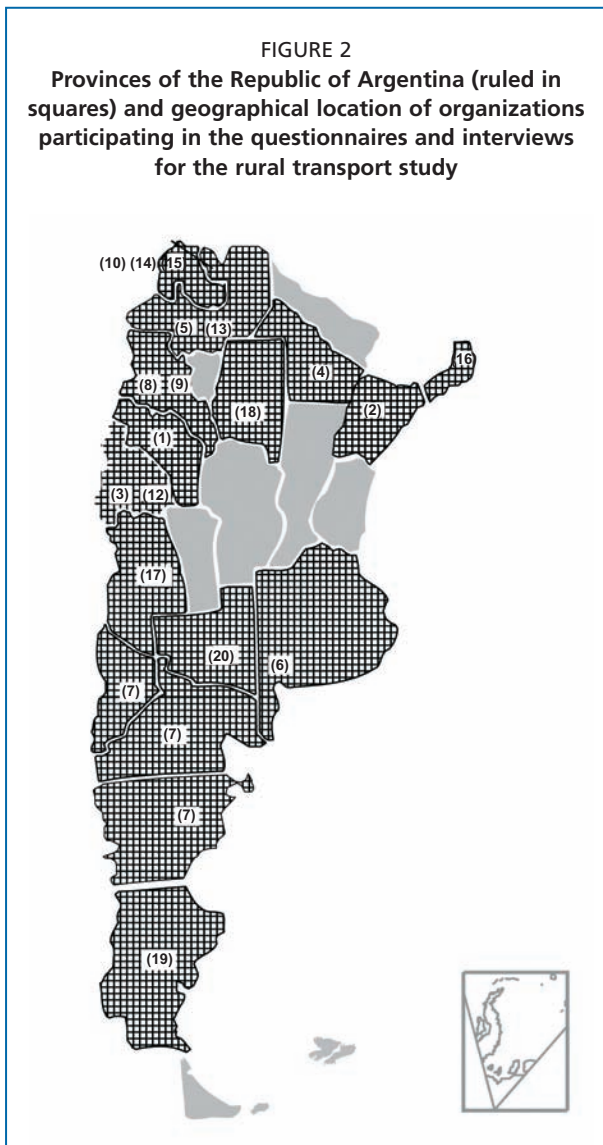 FIGURE 2
Provinces of the Republic of Argentina (ruled in
squares) and geographical location of organizations
participating in the questionnaires and interviews
for the rural transport study
(10) (14) (15
(5) (13)
16
(4)
(8) (9)
(18)
(2)
(1)
(3) (12)
(17)
(20)
(6)
(7)
(7)
(7)
(19)